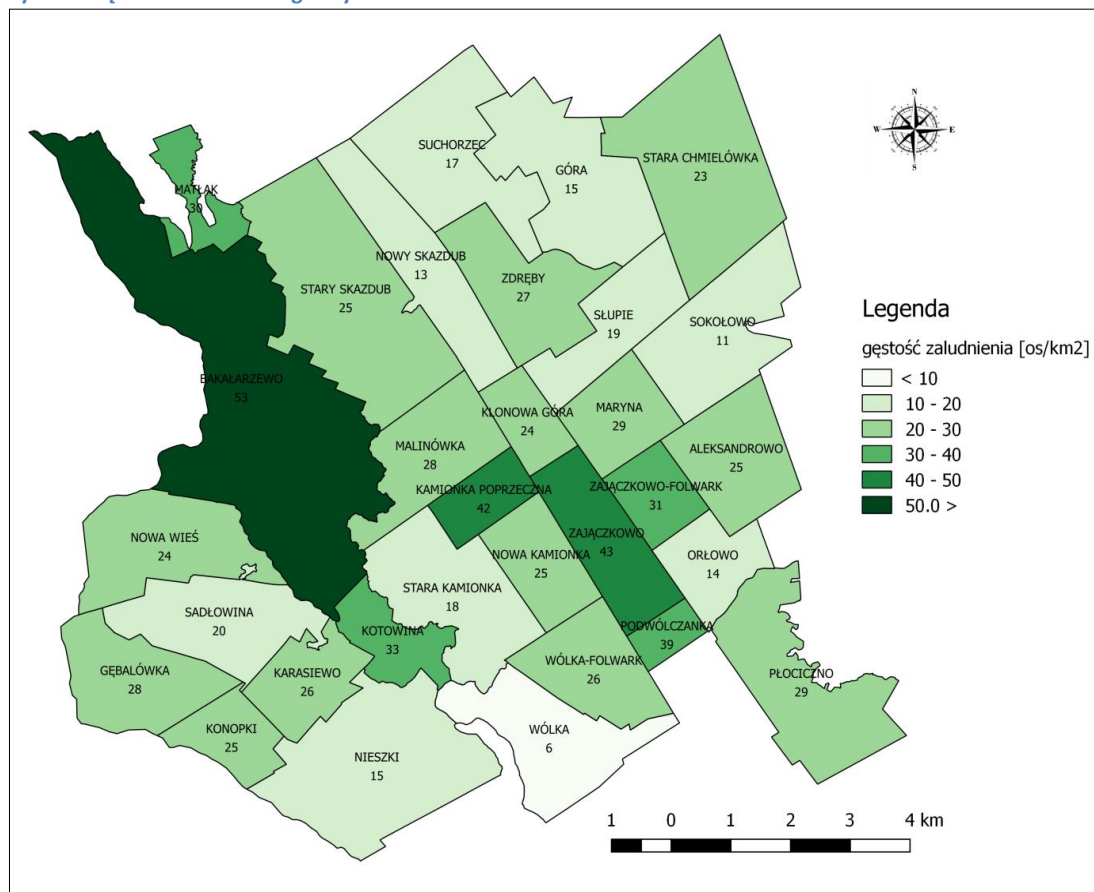 N
W E
S
SUCHORZEC
17
GÓRA
15
STARA CHMIELÓWKA
23
MATŁAK
30
NOWY SKAZDUB
13
ZDRĘBY
27
STARY SKAZDUB
25
SŁUPIE
19
SOKOŁOWO
11
BAKAŁARZEWO
53
KLONOWA GÓRA
24
MARYNA
29
MALINÓWKA
28
ALEKSANDROWO
25
KAMIONKA POPRZECZNA
42
ZAJĄCZKOWO-FOLWARK
31
ZAJĄCZKOWO
43
NOWA WIEŚ
24
NOWA KAMIONKA
25
ORŁOWO
14
STARA KAMIONKA
18
SADŁOWINA
20
KOTOWINA
33
PODWÓLCZANKA
39
GĘBALÓWKA
28
KARASIEWO
26
WÓLKA-FOLWARK
26
PŁOCICZNO
29
KONOPKI
25
WÓLKA
6
NIESZKI
15
Legenda
gęstość zaludnienia [os/km2]
< 10
10 - 20
20 - 30
30 - 40
40 - 50
50.0 >
1 0 1 2 3 4 km